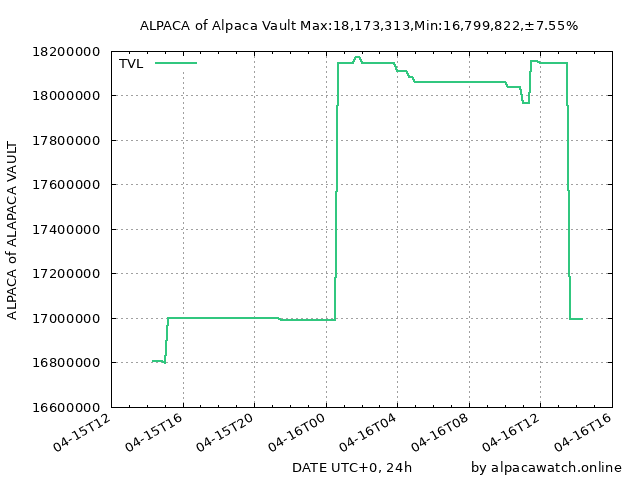 ALPACA of Alpaca Vault Max:18,173,313,Min:16,799,822,±7.55%
TVL
18200000
18000000
17800000
17600000
17400000
17200000
17000000
16800000
16600000
ALPACA of ALAPACA VAULT
04-15T12
04-15T16
04-15T20
04-16T00
04-16T04
04-16T08
04-16T12
04-16T16
DATE UTC+0, 24h
by alpacawatch.online